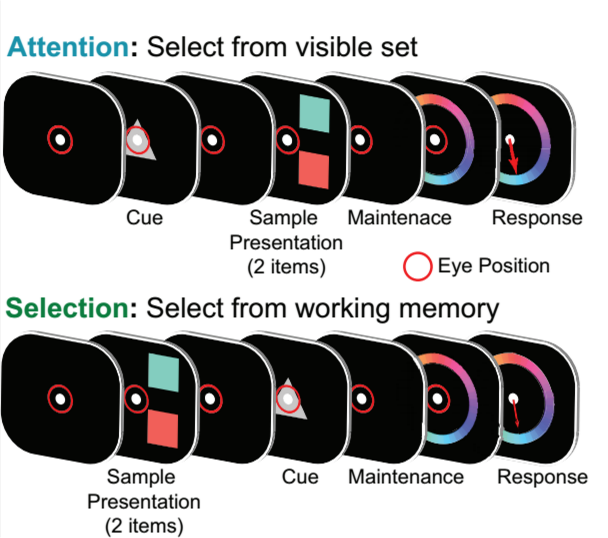 Attention: Select from visible set
Cue
Sample
Presentation
(2 items)
Maintenace
Response
Eye Position
Selection: Select from working memory
Sample
Presentation
(2 items)
Cue
Maintenance
Response